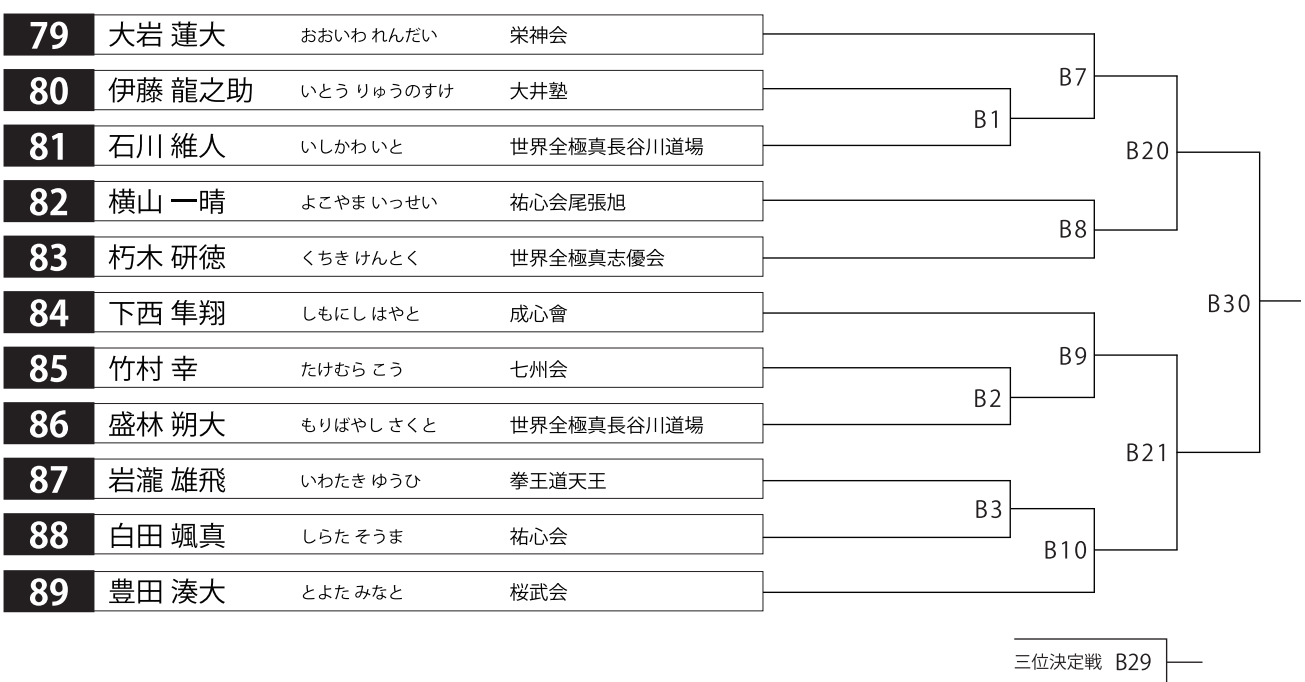 79 大岩 蓮大 おおいわ れんだい 栄神会
80 伊藤 龍之助 いとう りゅうのすけ 大井塾
81 石川 維人 いしかわ いと 世界全極真長谷川道場
82 横山 一晴 よこやま いっせい 祐心会尾張旭
83 朽木 研徳 くちき けんとく 世界全極真志優会
84 下西 隼翔 しもにし はやと 成心會
85 竹村 幸 たけむら こう 七州会
86 盛林 朔大 もりばやし さくと 世界全極真長谷川道場
87 岩瀧 雄飛 いわたき ゆうひ 拳王道天王
88 白田 颯真 しらた そうま 祐心会
89 豊田 湊大 とよた みなと 桜武会
B1
B2
B3
B7
B8
B9
B10
B20
B21
B30
三位決定戦 B29